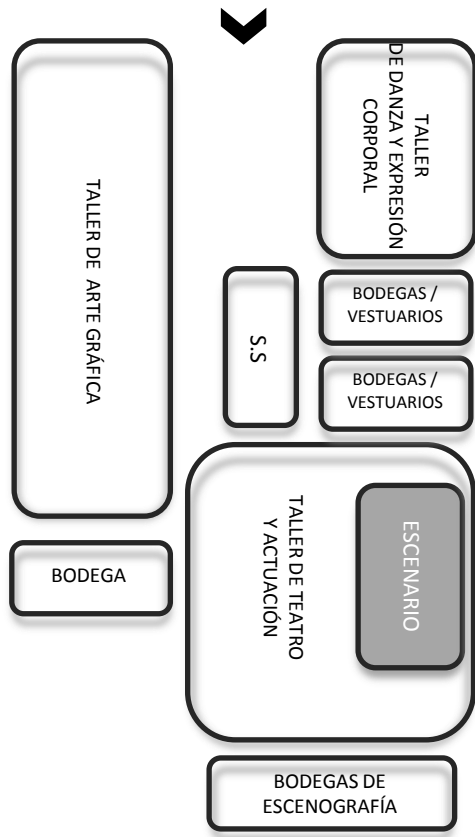 TALLER
DE DANZA Y EXPRESIÓN
CORPORAL
TALLER DE  ARTE GRÁFICA
BODEGAS /
VESTUARIOS
S.S
BODEGAS /
VESTUARIOS
TALLER DE TEATRO
Y ACTUACIÓN
ESCENARIO
BODEGA
BODEGAS DE
ESCENOGRAFÍA